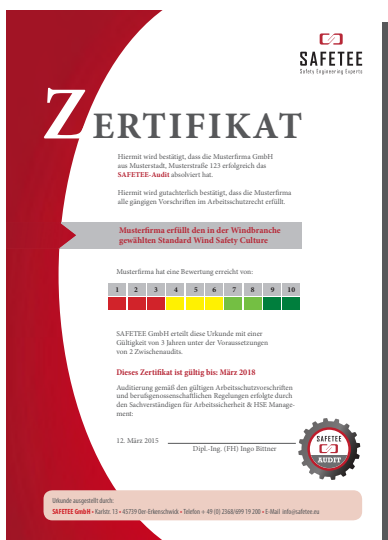 SAFETEE
Safety Engineering Experts
ZERTIFIKAT
Hiermit wird bestätigt, dass die Musterfirma GmbH
aus Musterstadt, Musterstraße 123 erfolgreich das
SAFETEE-Audit absolviert hat.
Hiermit wird gutachterlich bestätigt, dass die Musterfirma
alle gängigen Vorschriften im Arbeitsschutzrecht erfüllt.
Musterfirma erfüllt den in der Windbranche
gewählten Standard Wind Safety Culture
Musterfirma hat eine Bewertung erreicht von:
1 2 3 4 5 6 7 8 9 10
SAFETEE GmbH erteilt diese Urkunde mit einer
Gültigkeit von 3 Jahren unter der Voraussetzungen
von 2 Zwischenaudits.
Dieses Zertifikat ist gültig bis: März 2018
Auditierung gemäß den gültigen Arbeitsschutzvorschriften
und berufsgenossenschaftlichen Regelungen erfolgte durch
den Sachverständigen für Arbeitssicherheit & HSE Manage-
ment:
12. März 2015
Dipl.-Ing. (FH) Ingo Bittner
SAFETEE
AUDIT
Urkunde ausgestellt durch:
SAFETEE GmbH • Karlstr. 13 • 45739 Oer-Erkenschwick • Telefon + 49 (0) 2368/699 19 200 • E-Mail info@safetee.eu